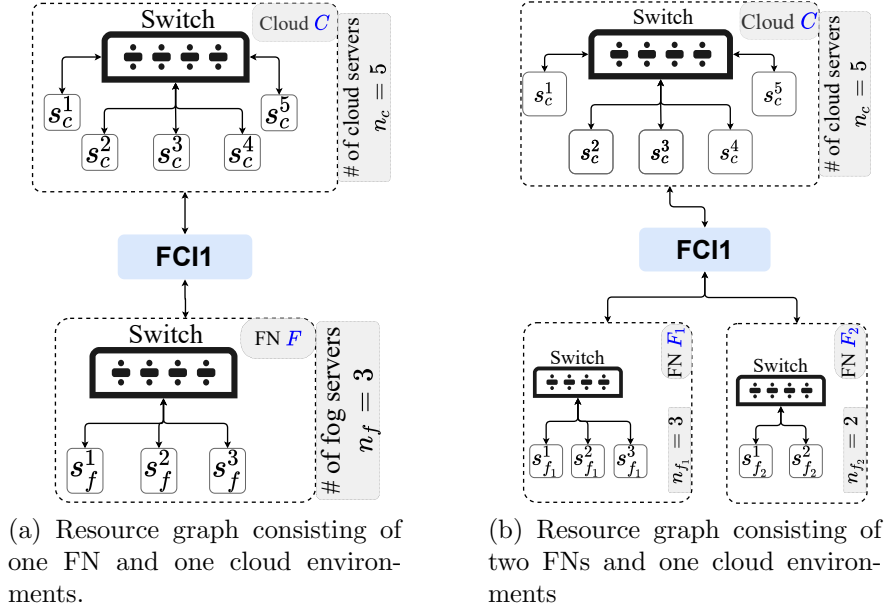 Switch
Cloud C
s_c^1
s_c^5
s_c^2
s_c^3
s_c^4
# of cloud servers
n_c = 5
FCI1
Switch
FN F
s_f^1
s_f^2
s_f^3
# of fog servers
n_f = 3
(a) Resource graph consisting of
one FN and one cloud environ-
ments.
Switch
Cloud C
s_c^1
s_c^5
s_c^2
s_c^3
s_c^4
# of cloud servers
n_c = 5
FCI1
Switch
FN F_1
s_{f_1}^1
s_{f_1}^2
s_{f_1}^3
n_{f_1} = 3
Switch
FN F_2
s_{f_2}^1
s_{f_2}^2
n_{f_2} = 2
(b) Resource graph consisting of
two FNs and one cloud environ-
ments